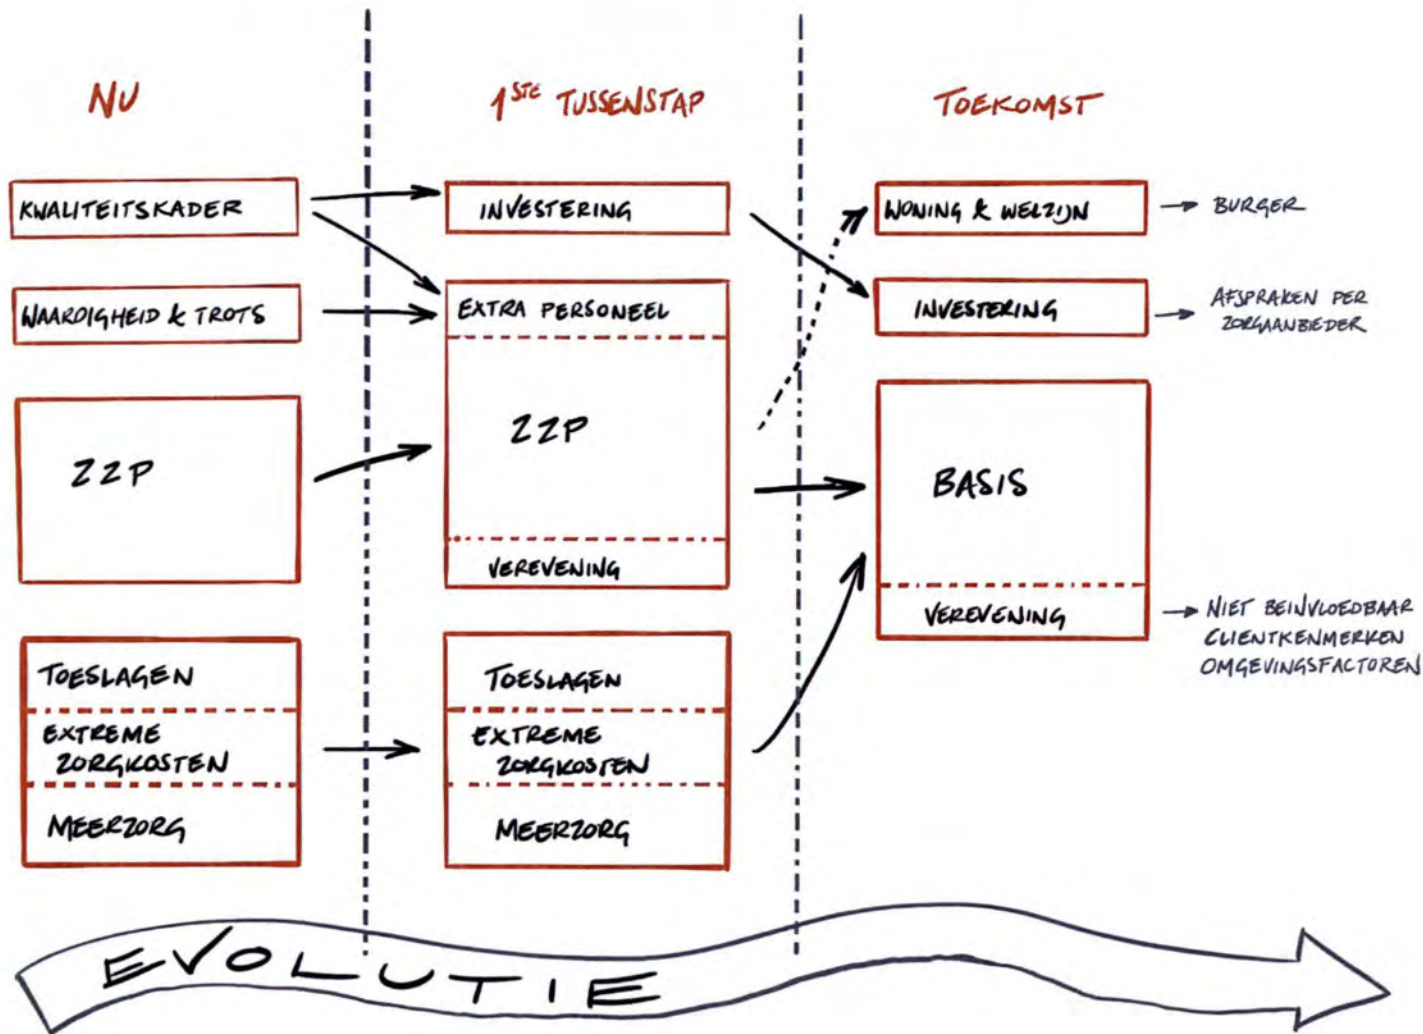 NU
KWALITEITSKADER
WAARDIGHEID & TROTS
ZZP
TOESLAGEN
EXTREME
ZORGKOSTEN
MEERZORG
1STE TUSSENSTAP
INVESTERING
EXTRA PERSONEEL
ZZP
VEREVENING
TOESLAGEN
EXTREME
ZORGKOSTEN
MEERZORG
TOEKOMST
WONING & WELZIJN
BURGER
INVESTERING
AFSPRAKEN PER
ZORGAANBIEDER
BASIS
VEREVENING
NIET BEINVLOEDBAAR
CLIENTKENMERKEN
OMGEVINGSFACTOREN
EVOLUTIE